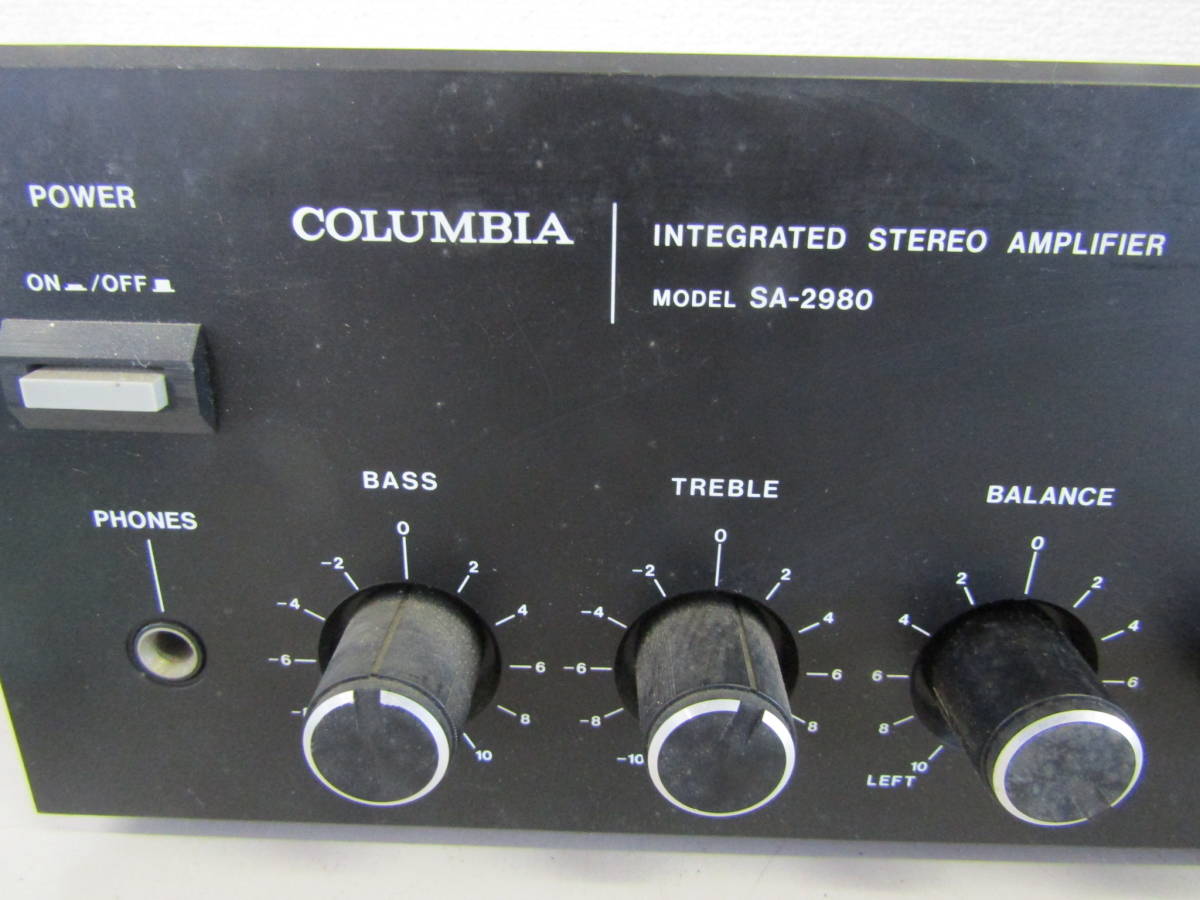 POWER
ON /OFF
COLUMBIA
INTEGRATED STEREO AMPLIFIER
MODEL SA-2980
PHONES
BASS
0
-2 2
-4 4
-6 6
8
10
TREBLE
0
-2 2
-4 4
-6 6
-8 8
-10
BALANCE
0
2 2
4 4
6 6
8
10
LEFT